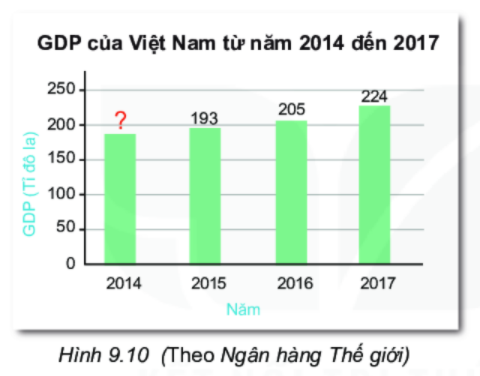 GDP của Việt Nam từ năm 2014 đến 2017
GDP (Tỉ đô la)
250
200
150
100
50
0
?
193
205
224
2014 2015 2016 2017
Năm
Hình 9.10 (Theo Ngân hàng Thế giới)